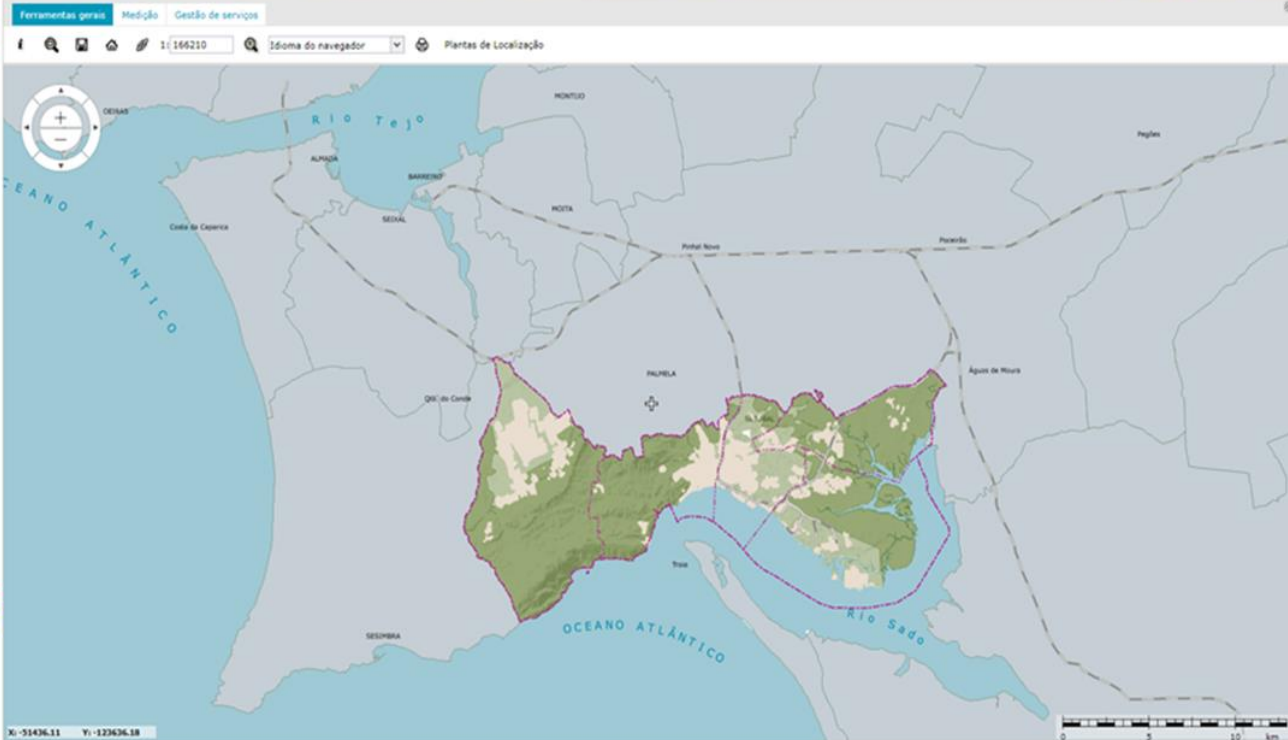 Ferramentas gerais Medição Gestão de serviços
1: 166210 Idioma do navegador Plantas de Localização
MONTIJO
OEIRAS
Rio Tejo
Pegões
ALMADA
BARREIRO
OCEANO ATLÂNTICO
MOITA
SEIXAL
Costa da Caparica
Poceirão
Pinhal Novo
Águas de Moura
PALMELA
Qtª do Conde
SETÚBAL
Troia
Rio Sado
OCEANO ATLÂNTICO
SESIMBRA
X: -51436.11 Y: -123636.18
0 5 10 km